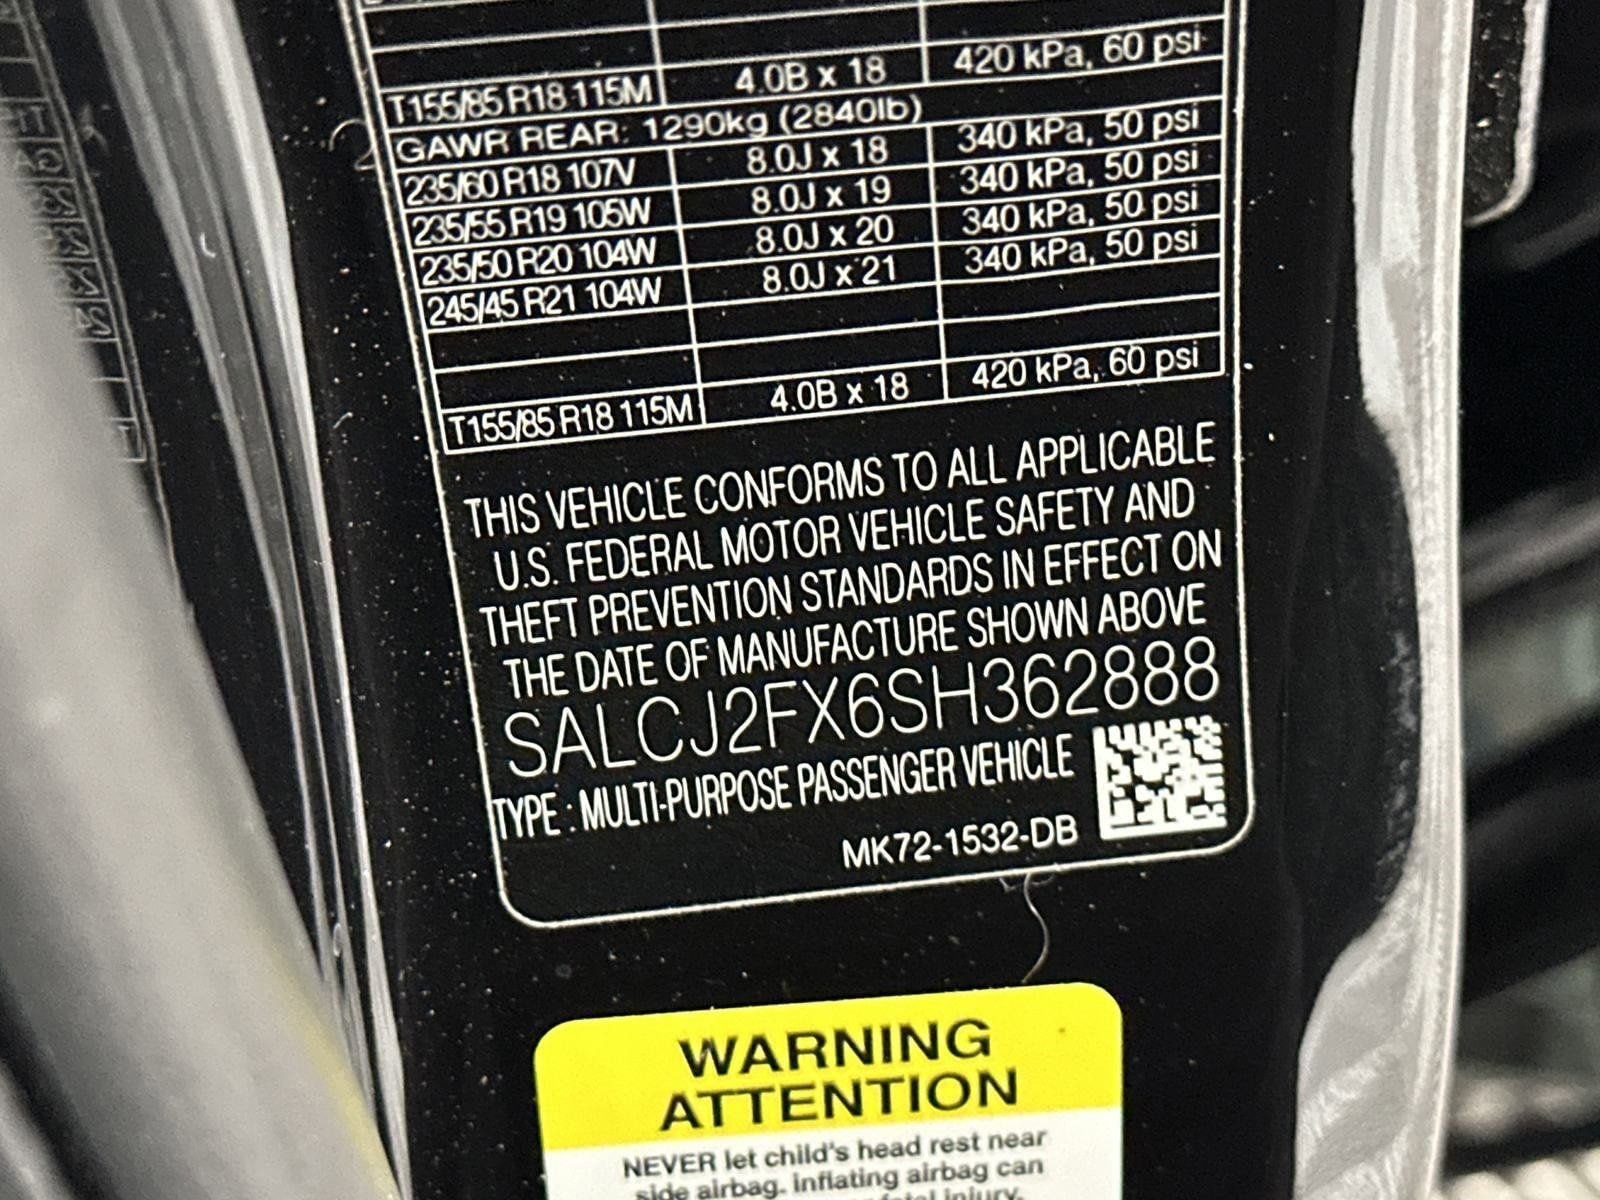 T155/85 R18 115M 4.0B x 18 420 kPa, 60 psi
GAWR REAR: 1290kg (2840lb)
235/60 R18 107V 8.0J x 18 340 kPa, 50 psi
235/55 R19 105W 8.0J x 19 340 kPa, 50 psi
235/50 R20 104W 8.0J x 20 340 kPa, 50 psi
245/45 R21 104W 8.0J x 21 340 kPa, 50 psi
T155/85 R18 115M 4.0B x 18 420 kPa, 60 psi
THIS VEHICLE CONFORMS TO ALL APPLICABLE
U.S. FEDERAL MOTOR VEHICLE SAFETY AND
THEFT PREVENTION STANDARDS IN EFFECT ON
THE DATE OF MANUFACTURE SHOWN ABOVE
SALCJ2FX6SH362888
TYPE : MULTI-PURPOSE PASSENGER VEHICLE
MK72-1532-DB
WARNING
ATTENTION
NEVER let child's head rest near
side airbag. inflating airbag can
injury.